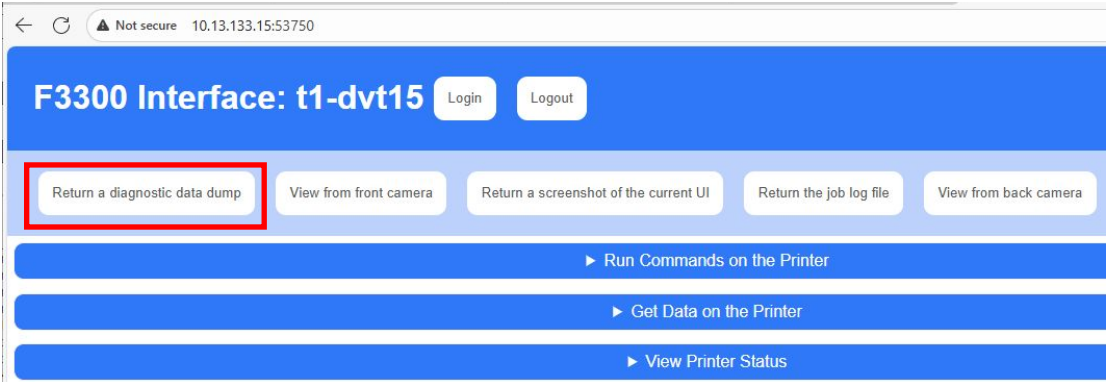 Not secure 10.13.133.15:53750
F3300 Interface: t1-dvt15 Login Logout
Return a diagnostic data dump View from front camera Return a screenshot of the current UI Return the job log file View from back camera
Run Commands on the Printer
Get Data on the Printer
View Printer Status